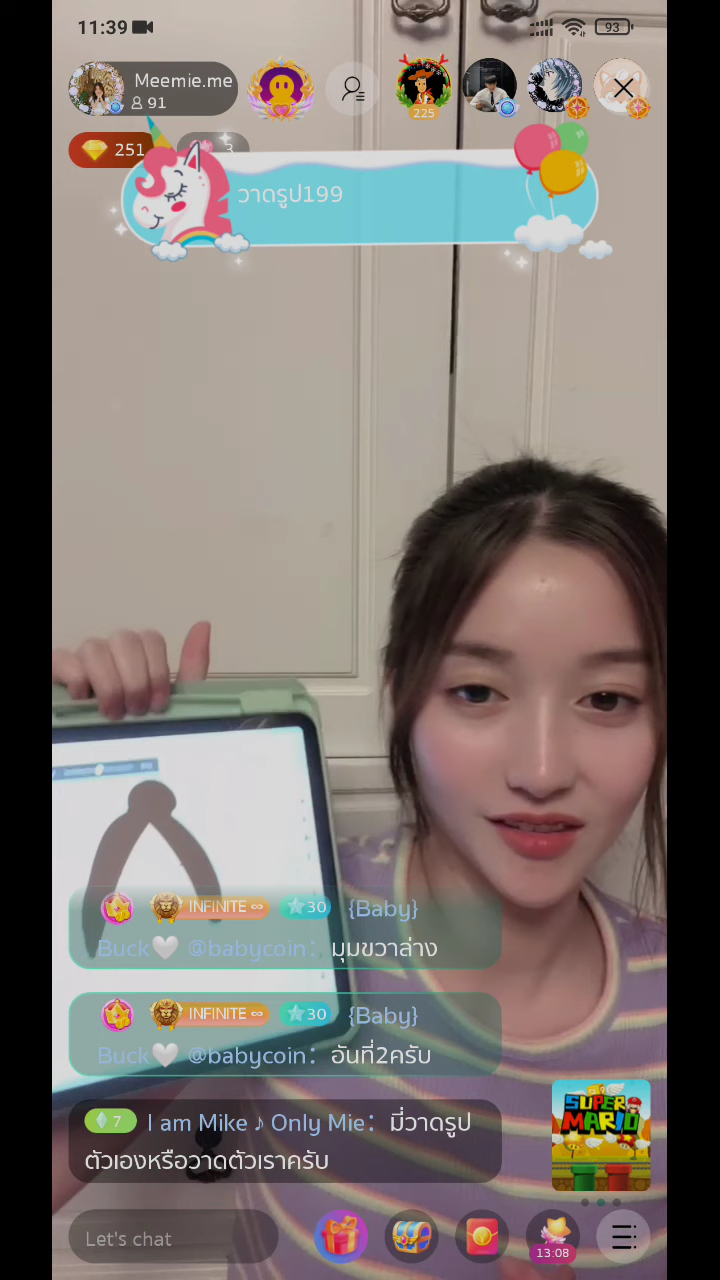 11:39
93
Meemie.me
91
225
251
3
วาดรูป199
INFINITE ∞ 30 {Baby}
Buck🤍 @babycoin: มุมขวาล่าง
INFINITE ∞ 30 {Baby}
Buck🤍 @babycoin: อันที่2ครับ
7 I am Mike ♪ Only Mie: มี่วาดรูป
ตัวเองหรือวาดตัวเราครับ
SUPER
MARIO
Let's chat
13:08